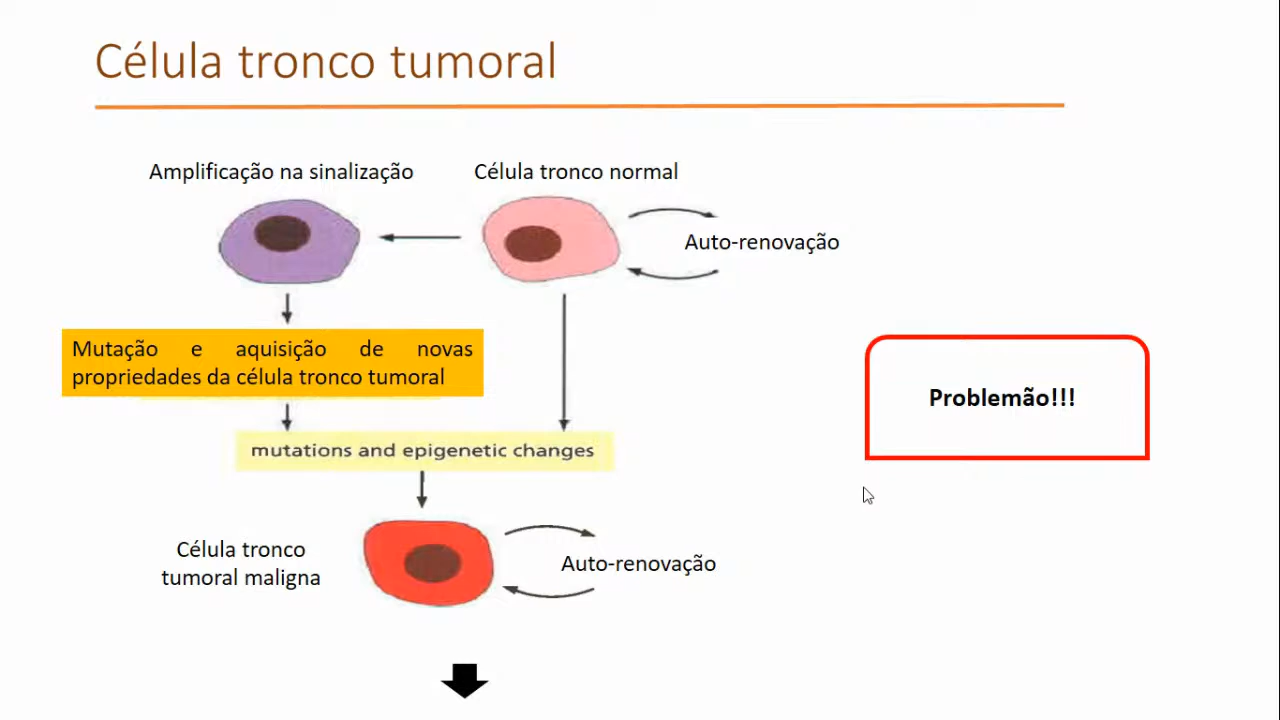 Célula tronco tumoral
Amplificação na sinalização
Célula tronco normal
Auto-renovação
Mutação e aquisição de novas
propriedades da célula tronco tumoral
Problemão!!!
mutations and epigenetic changes
Célula tronco
tumoral maligna
Auto-renovação